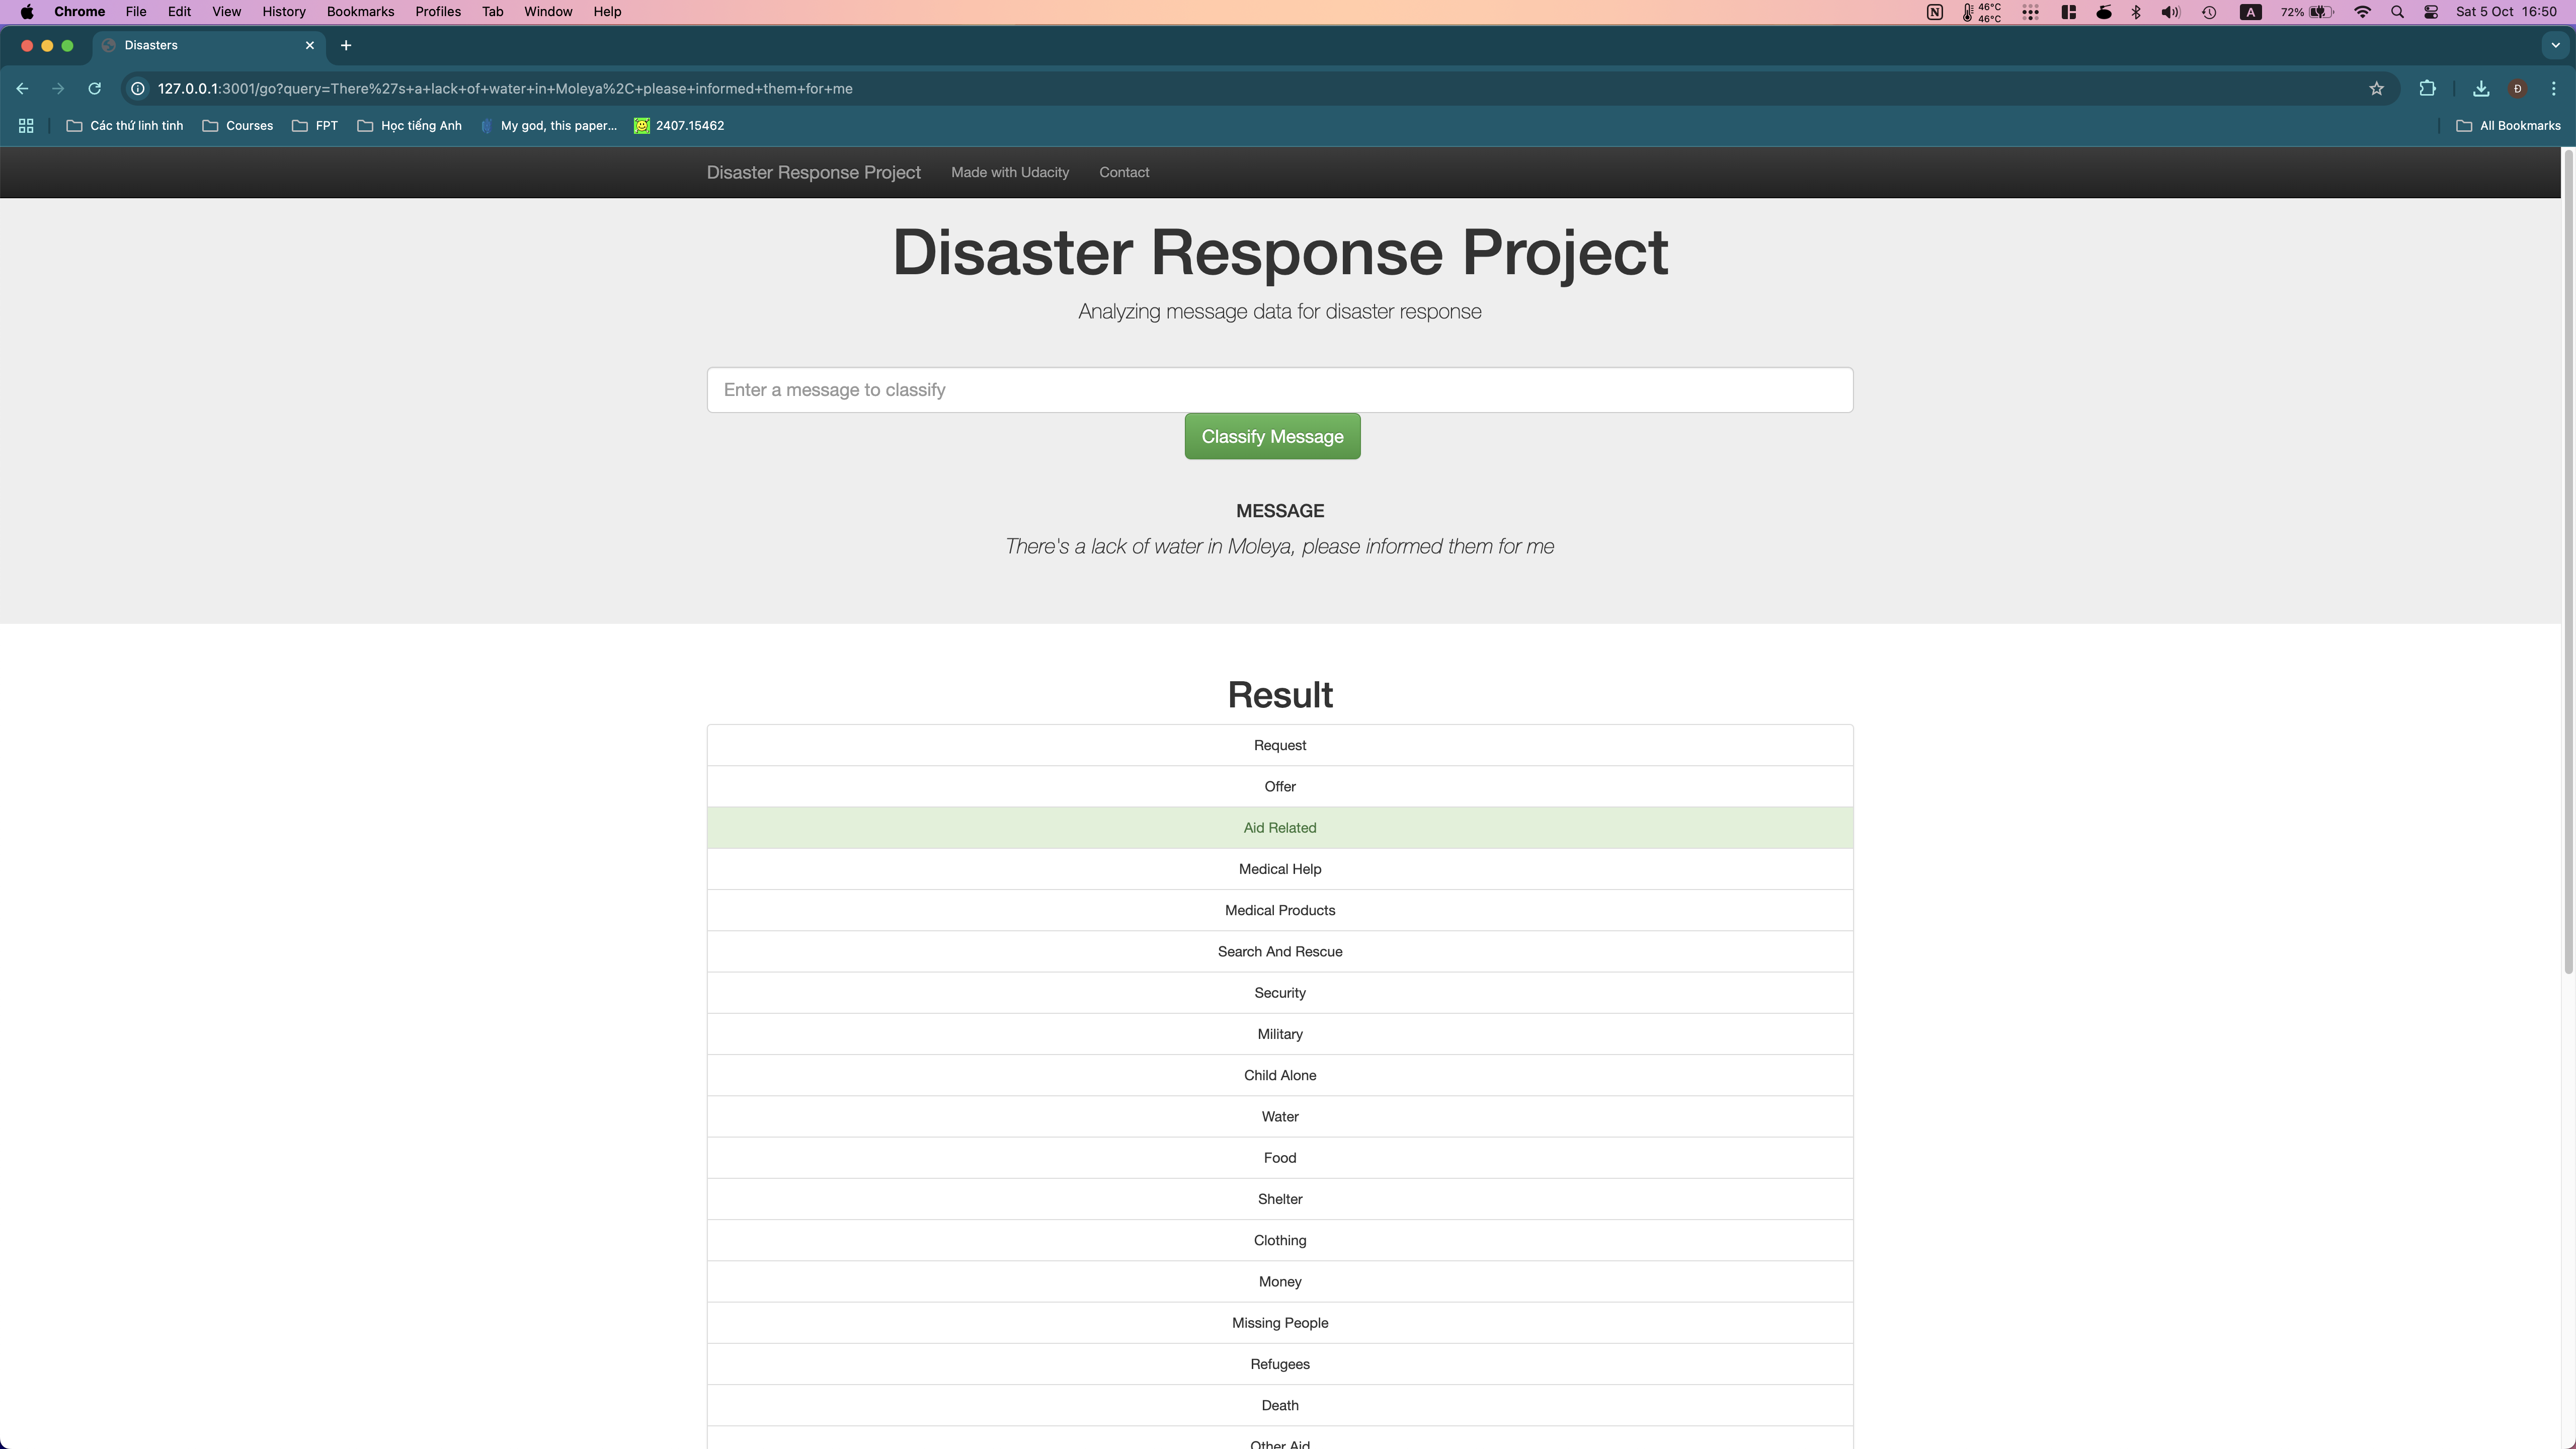 Chrome File Edit View History Bookmarks Profiles Tab Window Help 46°C 46°C A 72% Sat 5 Oct 16:50
Disasters
127.0.0.1:3001/go?query=There%27s+a+lack+of+water+in+Moleya%2C+please+informed+them+for+me Đ
Các thứ linh tinh Courses FPT Học tiếng Anh My god, this paper... 2407.15462 All Bookmarks
Disaster Response Project Made with Udacity Contact
Disaster Response Project
Analyzing message data for disaster response
Enter a message to classify
Classify Message
MESSAGE
There's a lack of water in Moleya, please informed them for me
Result
Request
Offer
Aid Related
Medical Help
Medical Products
Search And Rescue
Security
Military
Child Alone
Water
Food
Shelter
Clothing
Money
Missing People
Refugees
Death
Other Aid